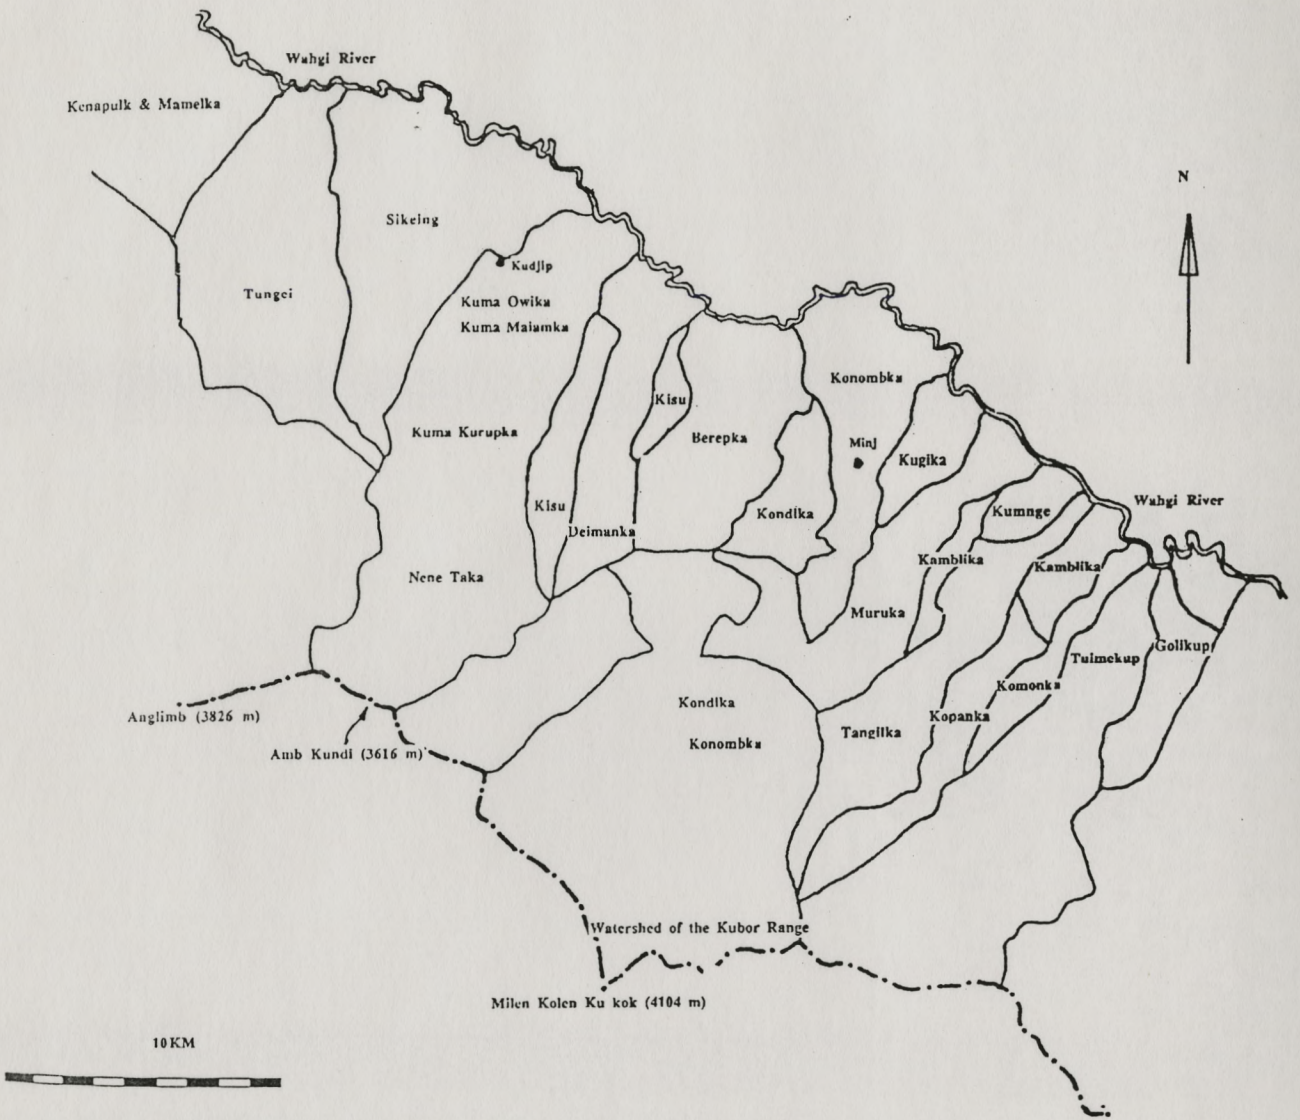 Wahgi River
Kenapulk & Mamelka
N
Sikeing
Kudjip
Tungei
Kuma Owika
Kuma Maiamka
Konombka
Kisu
Kuma Kurupka
Berepka
Minj
Kugika
Wahgi River
Kisu
Kondika
Kumnge
Deimanka
Kamblika
Kamblika
Nene Taka
Muruka
Golikup
Tuimekup
Komonka
Kondika
Kopanka
Anglimb (3826 m)
Tangilka
Konombka
Amb Kundi (3616 m)
Watershed of the Kubor Range
Milen Kolen Ku kok (4104 m)
10KM